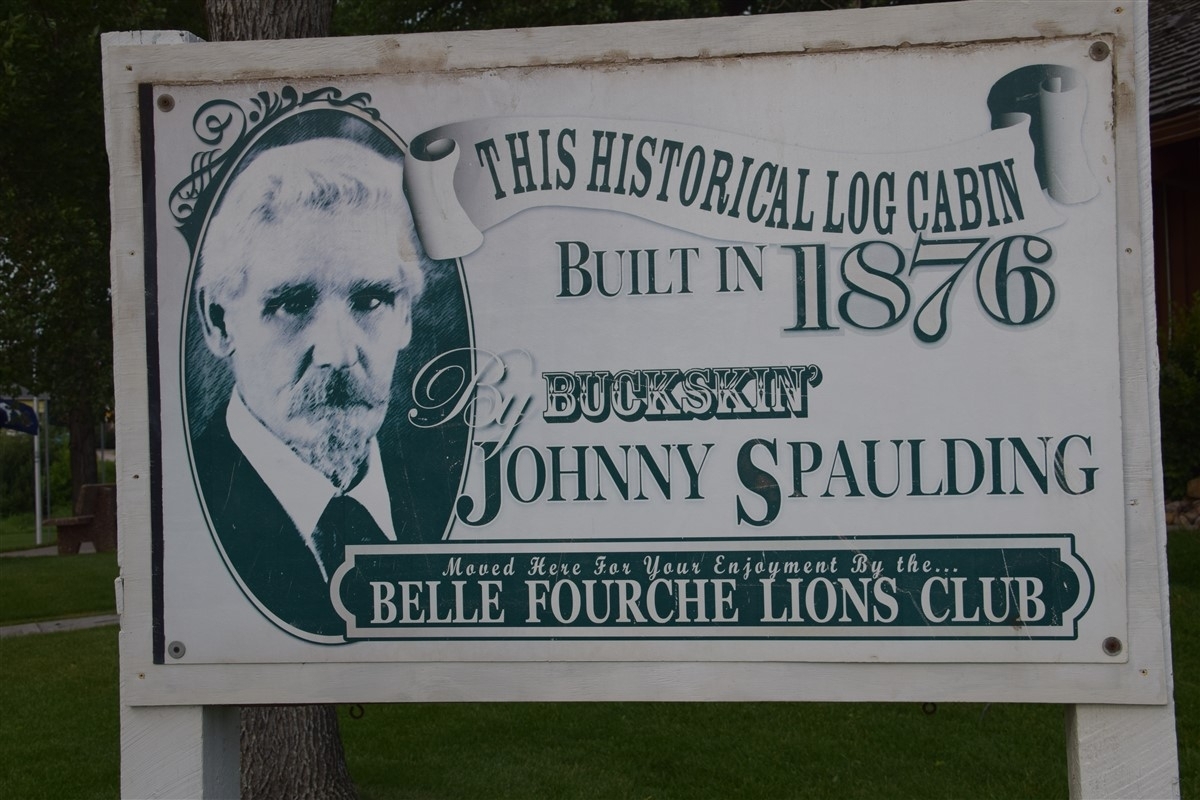 THIS HISTORICAL LOG CABIN
BUILT IN 1876
By BUCKSKIN'
JOHNNY SPAULDING
Moved Here For Your Enjoyment By the...
BELLE FOURCHE LIONS CLUB